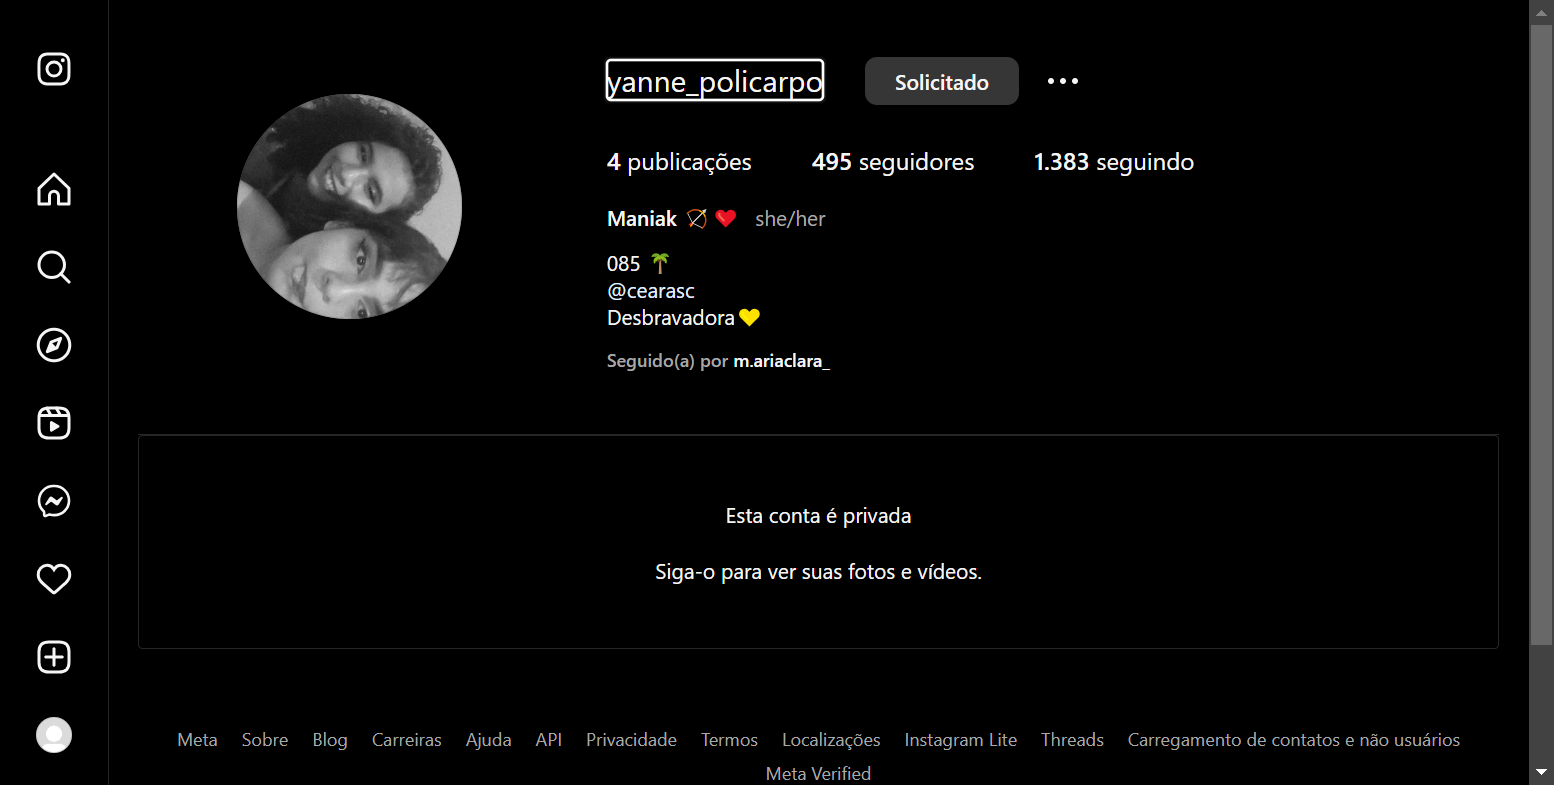 yanne_policarpo Solicitado
4 publicações 495 seguidores 1.383 seguindo
Maniak 🏹 ❤️ she/her
085 🌴
@cearasc
Desbravadora💛
Seguido(a) por m.ariaclara_
Esta conta é privada
Siga-o para ver suas fotos e vídeos.
Meta Sobre Blog Carreiras Ajuda API Privacidade Termos Localizações Instagram Lite Threads Carregamento de contatos e não usuários
Meta Verified